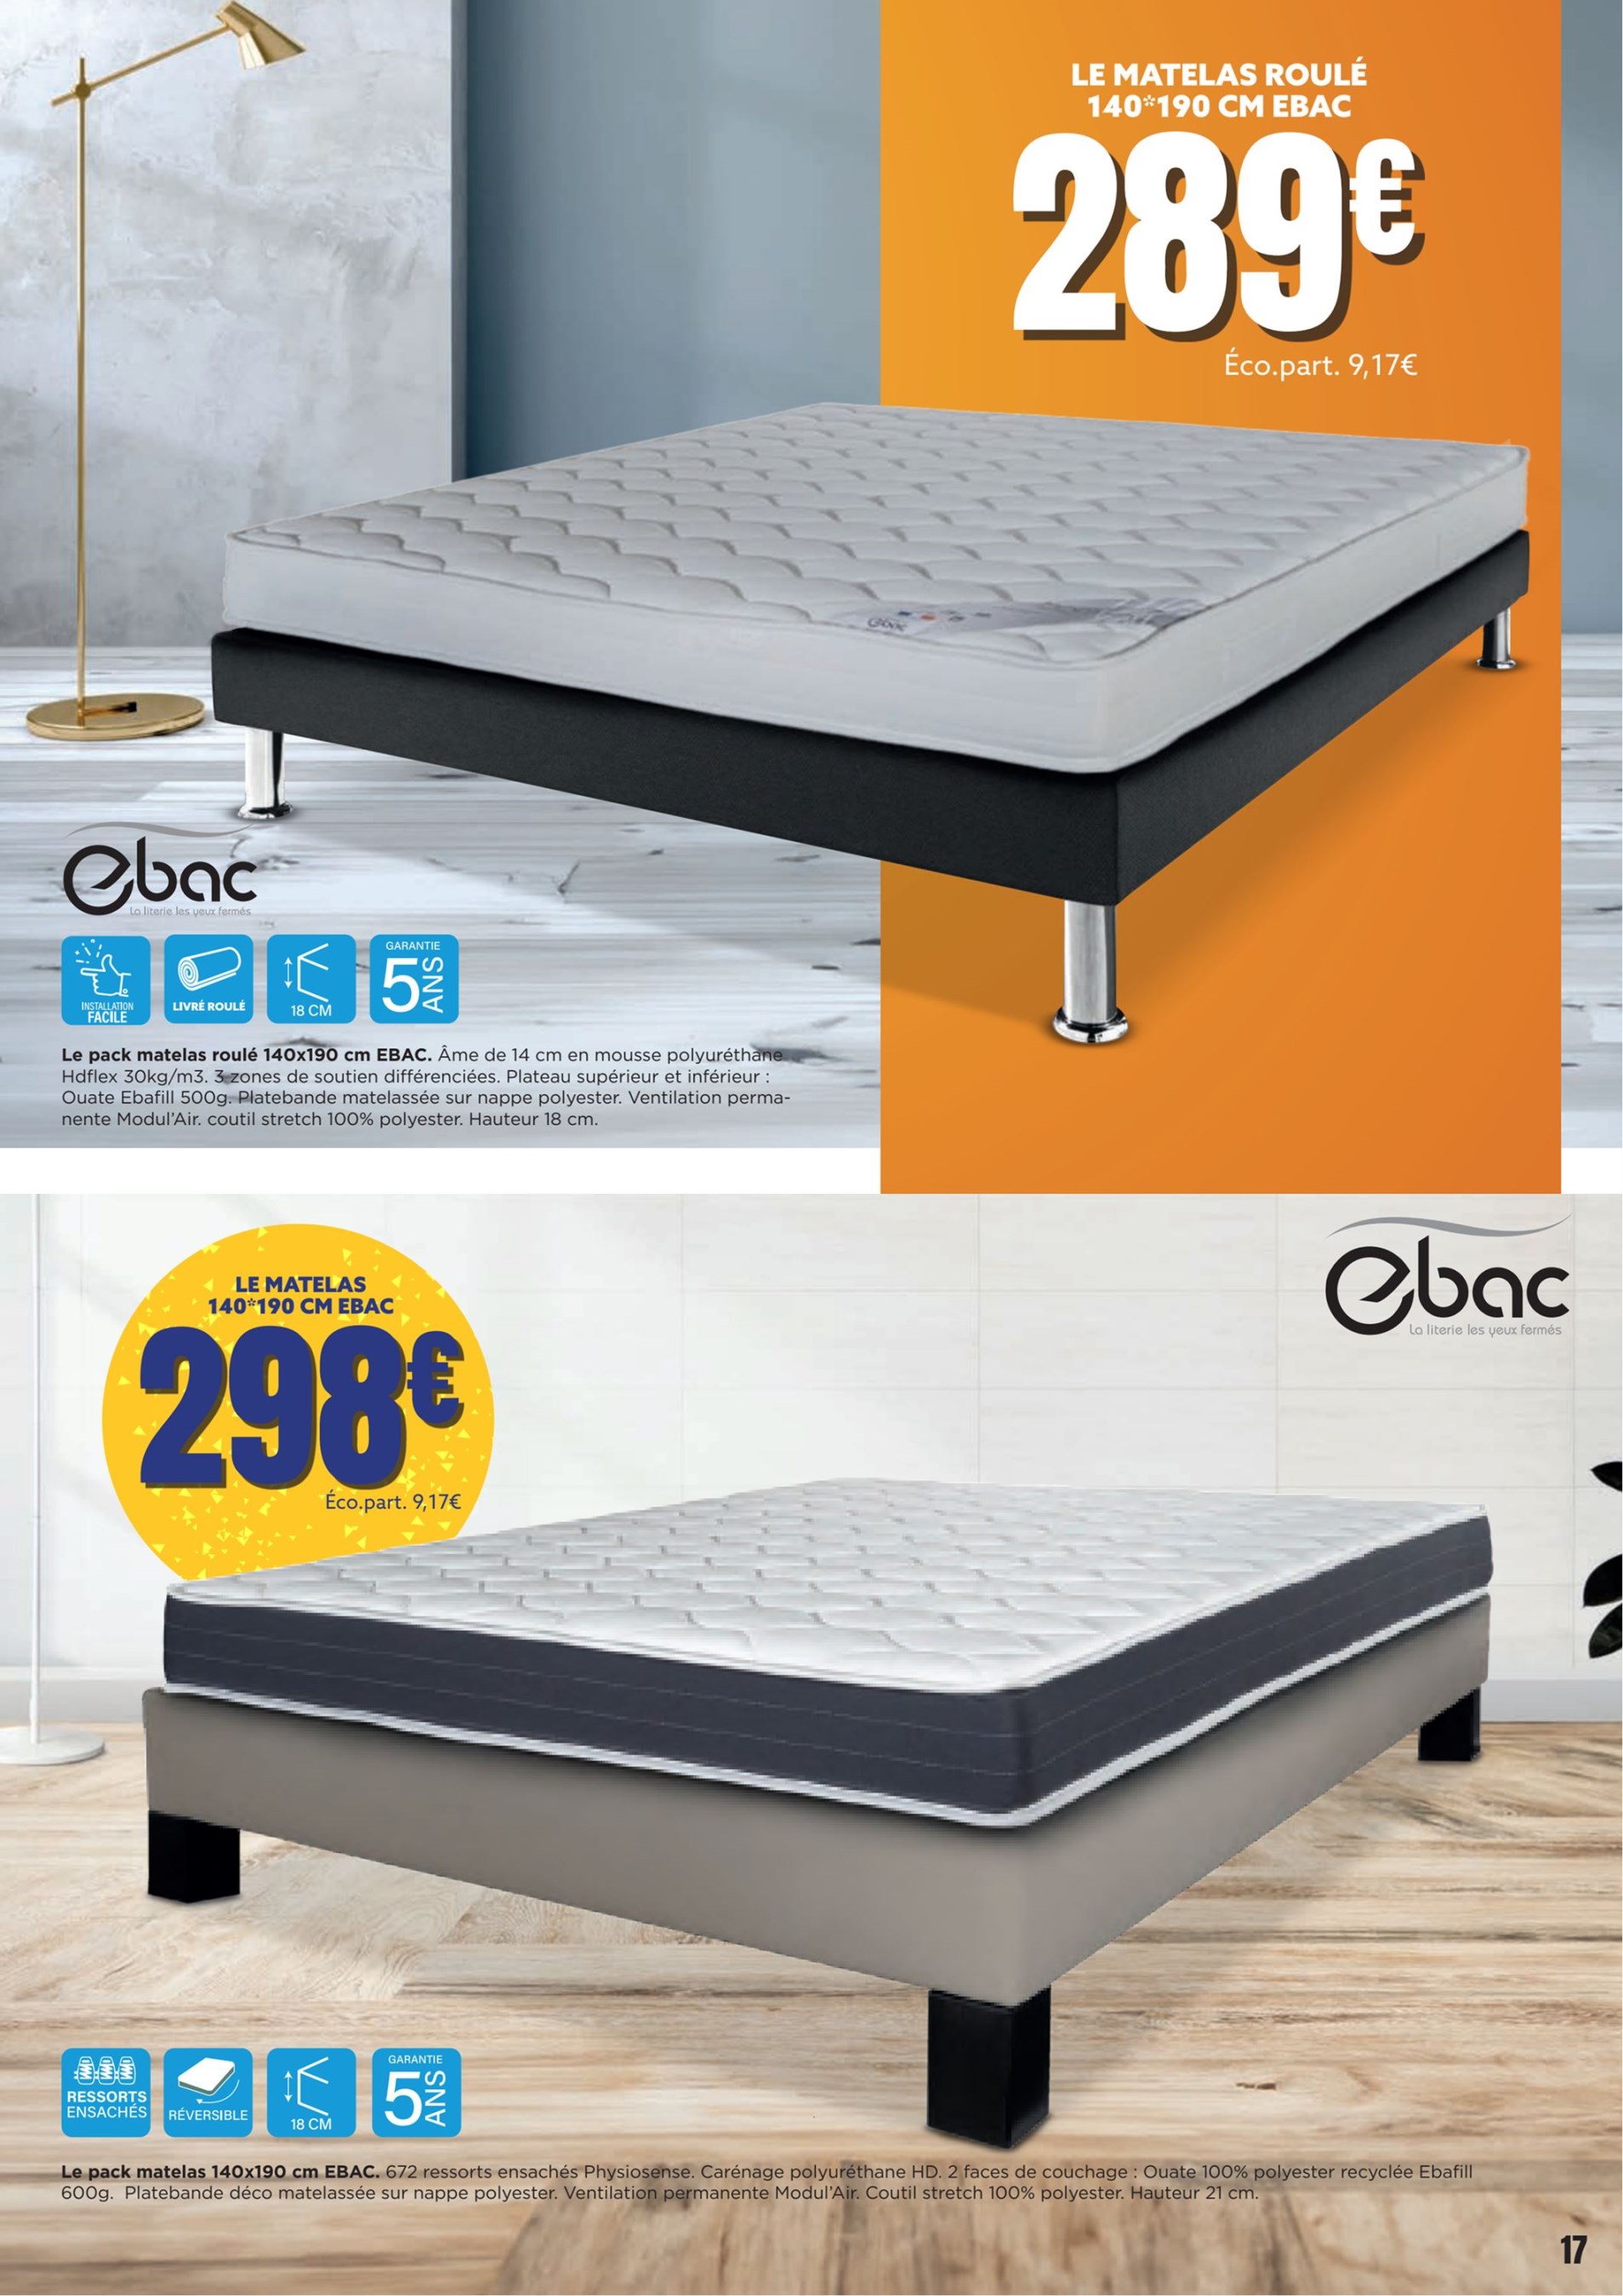 LE MATELAS ROULÉ
140*190 CM EBAC
289€
Éco.part. 9,17€
ebac
ebac
La literie les yeux fermés
INSTALLATION
FACILE
LIVRÉ ROULÉ
18 CM
GARANTIE
5 ANS
Le pack matelas roulé 140x190 cm EBAC. Âme de 14 cm en mousse polyuréthane
Hdflex 30kg/m3. 3 zones de soutien différenciées. Plateau supérieur et inférieur :
Ouate Ebafill 500g. Platebande matelassée sur nappe polyester. Ventilation perma-
nente Modul'Air. coutil stretch 100% polyester. Hauteur 18 cm.
LE MATELAS
140*190 CM EBAC
298€
Éco.part. 9,17€
ebac
La literie les yeux fermés
RESSORTS
ENSACHÉS
RÉVERSIBLE
18 CM
GARANTIE
5 ANS
Le pack matelas 140x190 cm EBAC. 672 ressorts ensachés Physiosense. Carénage polyuréthane HD. 2 faces de couchage : Ouate 100% polyester recyclée Ebafill
600g. Platebande déco matelassée sur nappe polyester. Ventilation permanente Modul'Air. Coutil stretch 100% polyester. Hauteur 21 cm.
17